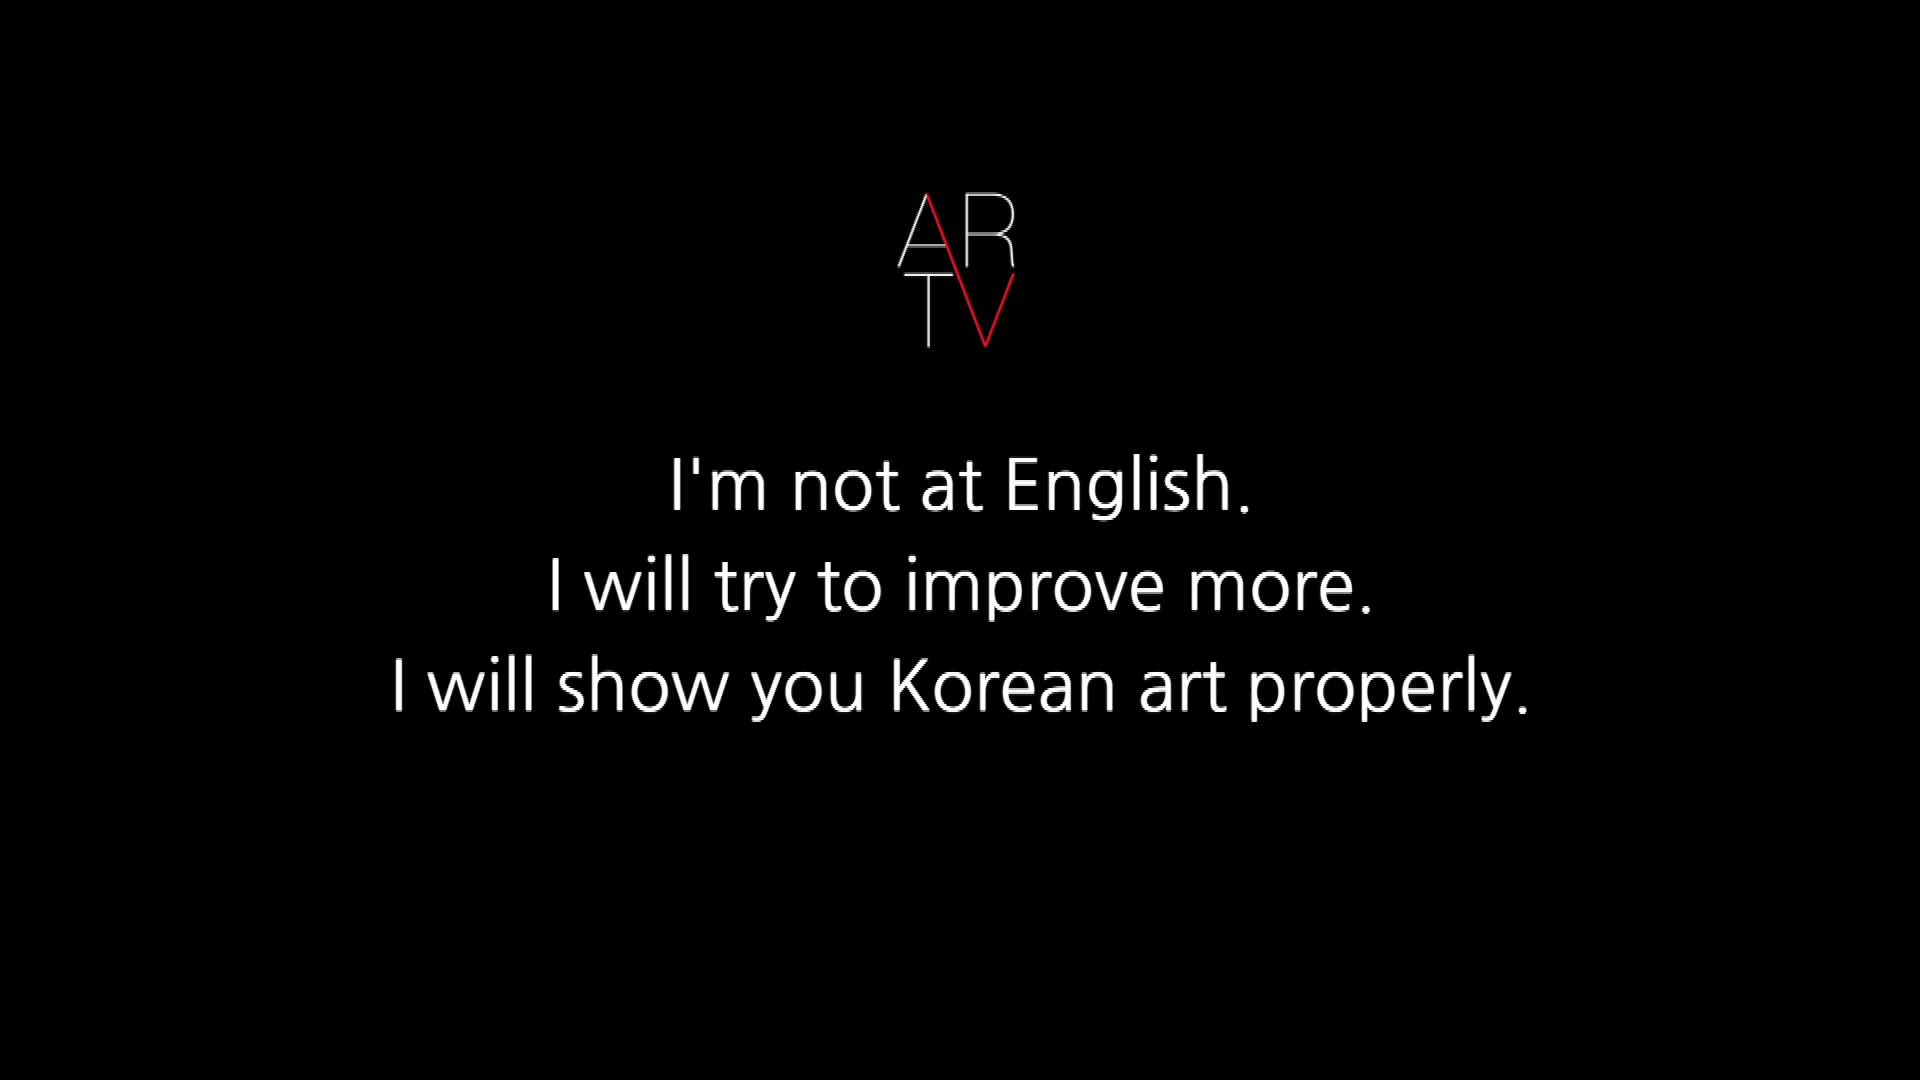 AR
TV
I'm not at English.
I will try to improve more.
I will show you Korean art properly.